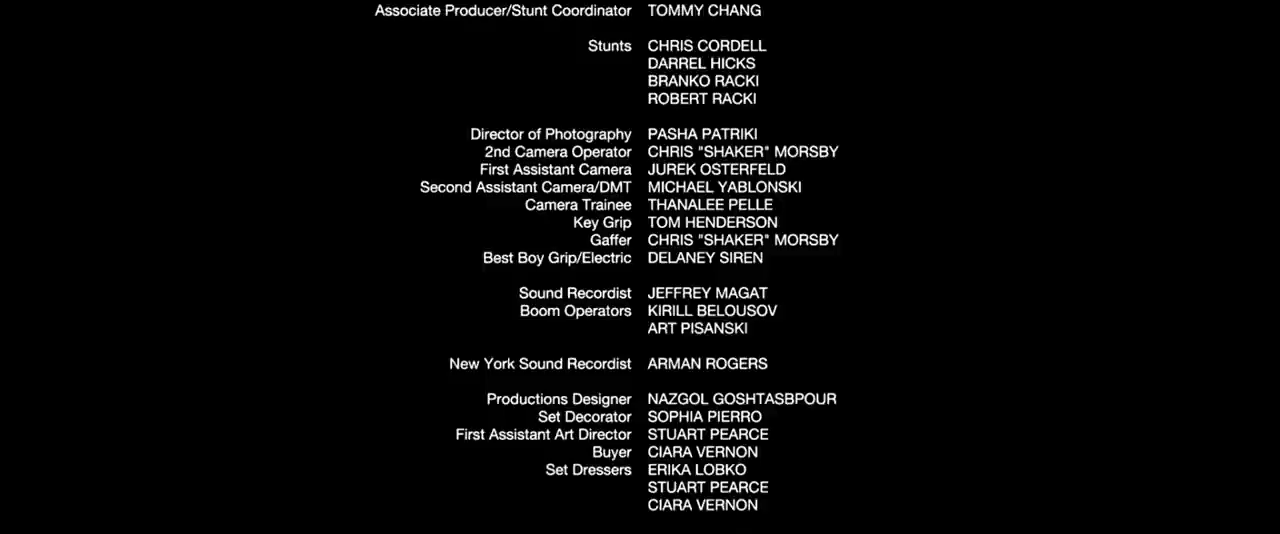 Associate Producer/Stunt Coordinator TOMMY CHANG
Stunts CHRIS CORDELL
DARREL HICKS
BRANKO RACKI
ROBERT RACKI
Director of Photography PASHA PATRIKI
2nd Camera Operator CHRIS "SHAKER" MORSBY
First Assistant Camera JUREK OSTERFELD
Second Assistant Camera/DMT MICHAEL YABLONSKI
Camera Trainee THANALEE PELLE
Key Grip TOM HENDERSON
Gaffer CHRIS "SHAKER" MORSBY
Best Boy Grip/Electric DELANEY SIREN
Sound Recordist JEFFREY MAGAT
Boom Operators KIRILL BELOUSOV
ART PISANSKI
New York Sound Recordist ARMAN ROGERS
Productions Designer NAZGOL GOSHTASBPOUR
Set Decorator SOPHIA PIERRO
First Assistant Art Director STUART PEARCE
Buyer CIARA VERNON
Set Dressers ERIKA LOBKO
STUART PEARCE
CIARA VERNON